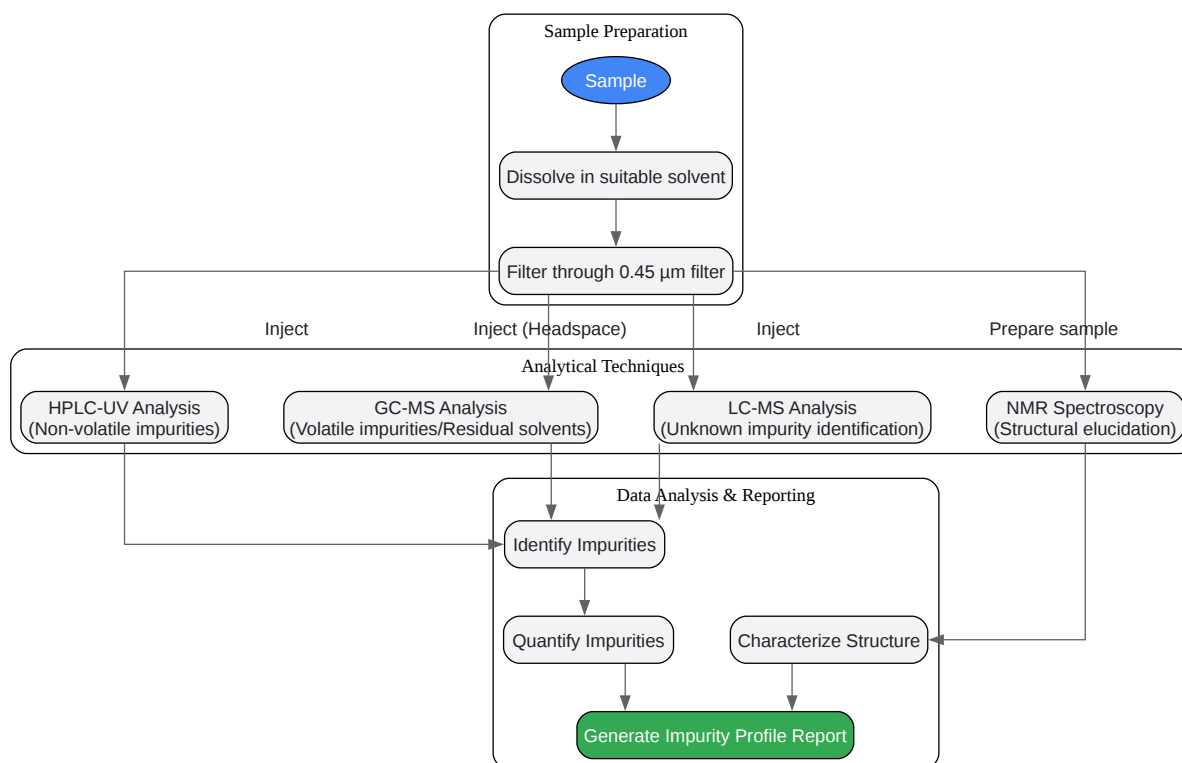 Sample Preparation
Sample
Dissolve in suitable solvent
Filter through 0.45 µm filter
Inject
Inject (Headspace)
Inject
Prepare sample
Analytical Techniques
HPLC-UV Analysis
(Non-volatile impurities)
GC-MS Analysis
(Volatile impurities/Residual solvents)
LC-MS Analysis
(Unknown impurity identification)
NMR Spectroscopy
(Structural elucidation)
Data Analysis & Reporting
Identify Impurities
Quantify Impurities
Characterize Structure
Generate Impurity Profile Report